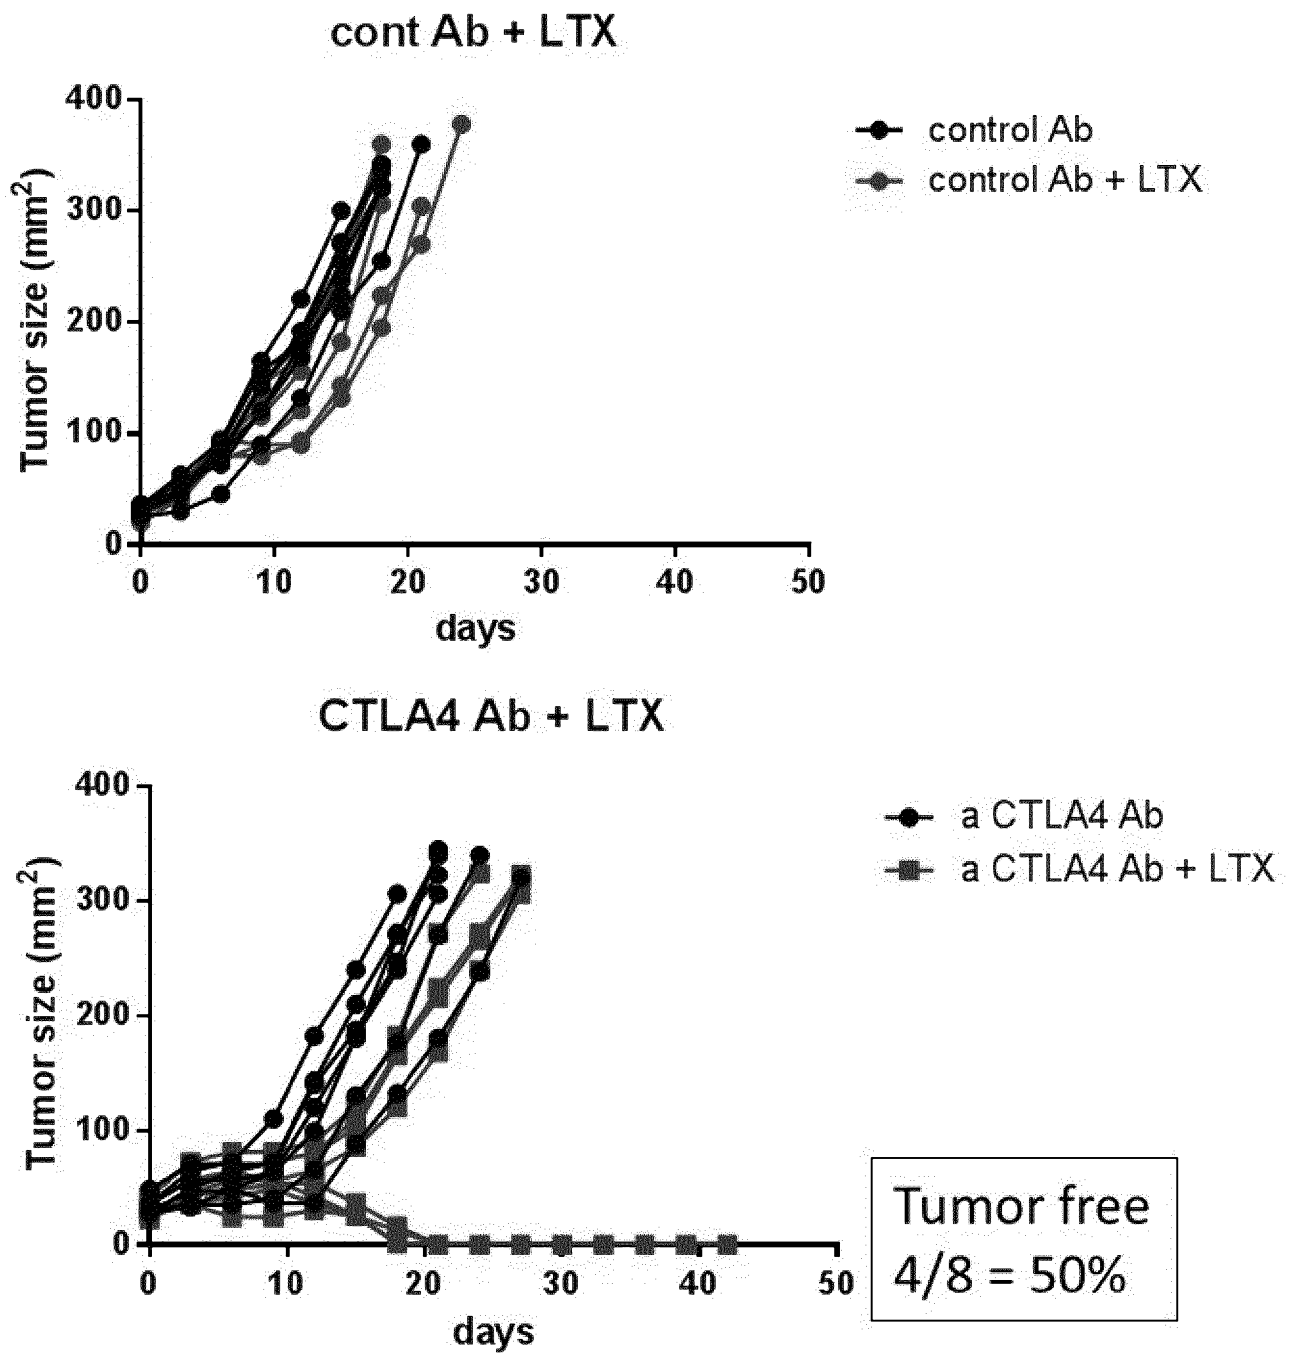 cont Ab + LTX
400
300
200
100
0
Tumor size (mm²)
0 10 20 30 40 50
days
control Ab
control Ab + LTX
CTLA4 Ab + LTX
400
300
200
100
0
Tumor size (mm²)
0 10 20 30 40 50
days
a CTLA4 Ab
a CTLA4 Ab + LTX
Tumor free
4/8 = 50%